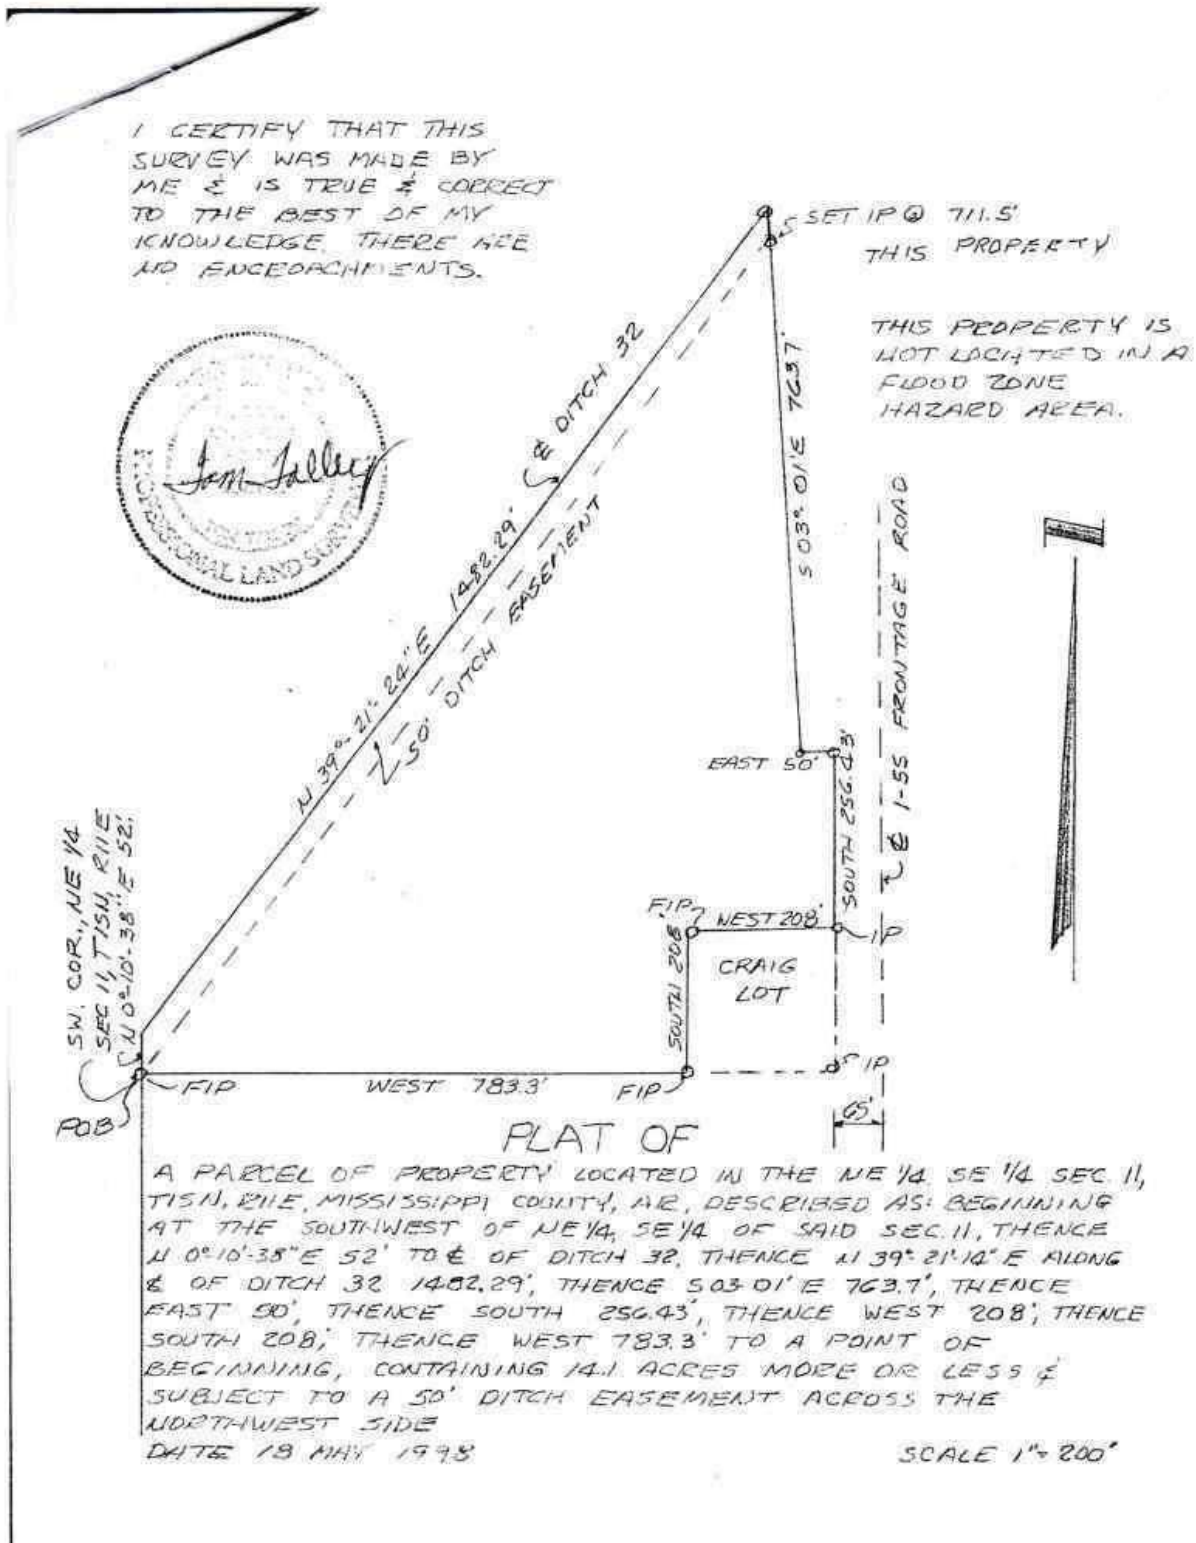 I CERTIFY THAT THIS
SURVEY WAS MADE BY
ME & IS TRUE & CORRECT
TO THE BEST OF MY
KNOWLEDGE. THERE ARE
NO ENCROACHMENTS.
SET IP @ 711.5'
THIS PROPERTY
THIS PROPERTY IS
NOT LOCATED IN A
FLOOD ZONE
HAZARD AREA.
Tom Talley
PROFESSIONAL LAND SURVEYOR
℄ DITCH 32
N 39°-21'-24" E 1482.29'
50' DITCH EASEMENT
S 03° 01' E 763.7'
℄ I-55 FRONTAGE ROAD
EAST 50'
SOUTH 256.43'
SW. COR., NE 1/4
SEC 11, T15N, R11E
N 0°-10'-38" E 52'
FIP
WEST 208'
IP
SOUTH 208'
CRAIG
LOT
IP
POB
FIP
WEST 783.3'
FIP
65'
PLAT OF
A PARCEL OF PROPERTY LOCATED IN THE NE 1/4 SE 1/4 SEC. 11,
T15N, R11E, MISSISSIPPI COUNTY, AR, DESCRIBED AS: BEGINNING
AT THE SOUTHWEST OF NE 1/4, SE 1/4 OF SAID SEC. 11, THENCE
N 0°-10'-38" E 52' TO ℄ OF DITCH 32, THENCE N 39°-21'-14" E ALONG
℄ OF DITCH 32 1482.29', THENCE S 03 01' E 763.7', THENCE
EAST 50', THENCE SOUTH 256.43', THENCE WEST 208', THENCE
SOUTH 208', THENCE WEST 783.3' TO A POINT OF
BEGINNING, CONTAINING 14.1 ACRES MORE OR LESS &
SUBJECT TO A 50' DITCH EASEMENT ACROSS THE
NORTHWEST SIDE
DATE 18 MAY 1998
SCALE 1"= 200'